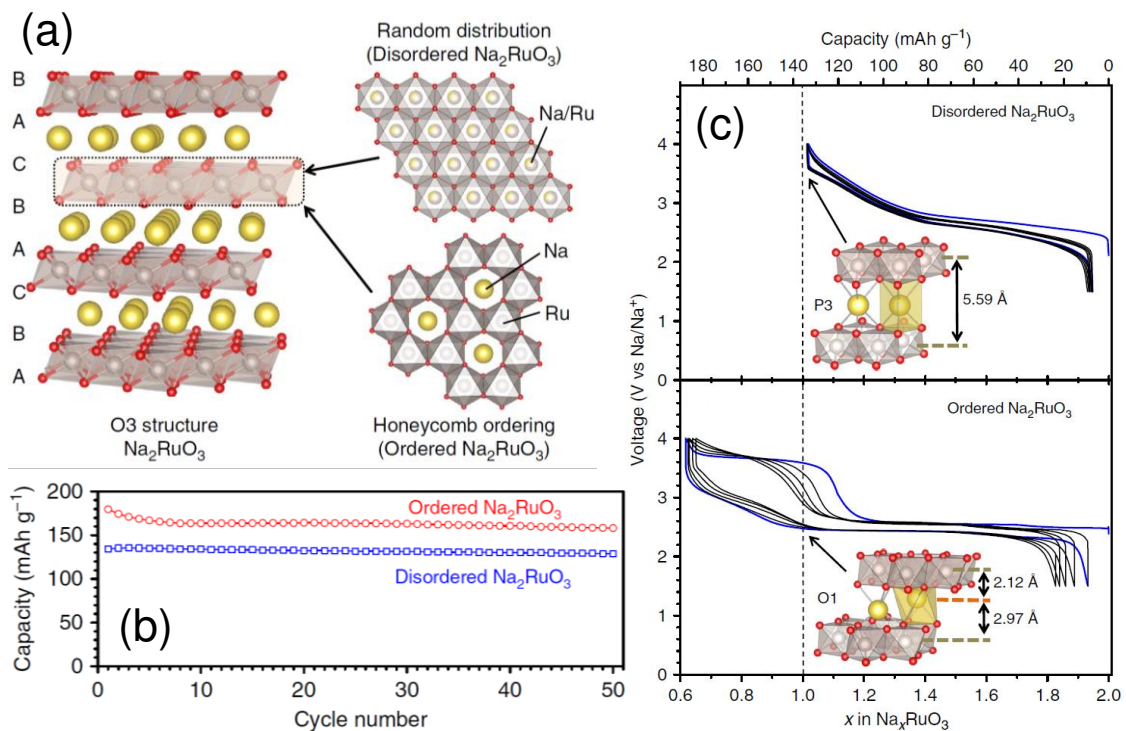 (a)
Random distribution
(Disordered Na₂RuO₃)
B
A
C
B
A
C
B
A
Na/Ru
Na
Ru
O3 structure
Na₂RuO₃
Honeycomb ordering
(Ordered Na₂RuO₃)
Capacity (mAh g⁻¹)
200
150
100
50
0
Ordered Na₂RuO₃
Disordered Na₂RuO₃
(b)
0 10 20 30 40 50
Cycle number
Capacity (mAh g⁻¹)
180 160 140 120 100 80 60 40 20 0
(c)
Disordered Na₂RuO₃
Voltage (V vs Na/Na⁺)
4
3
2
1
0
P3
5.59 Å
Ordered Na₂RuO₃
4
3
2
1
0
O1
2.12 Å
2.97 Å
0.6 0.8 1.0 1.2 1.4 1.6 1.8 2.0
x in NaₓRuO₃